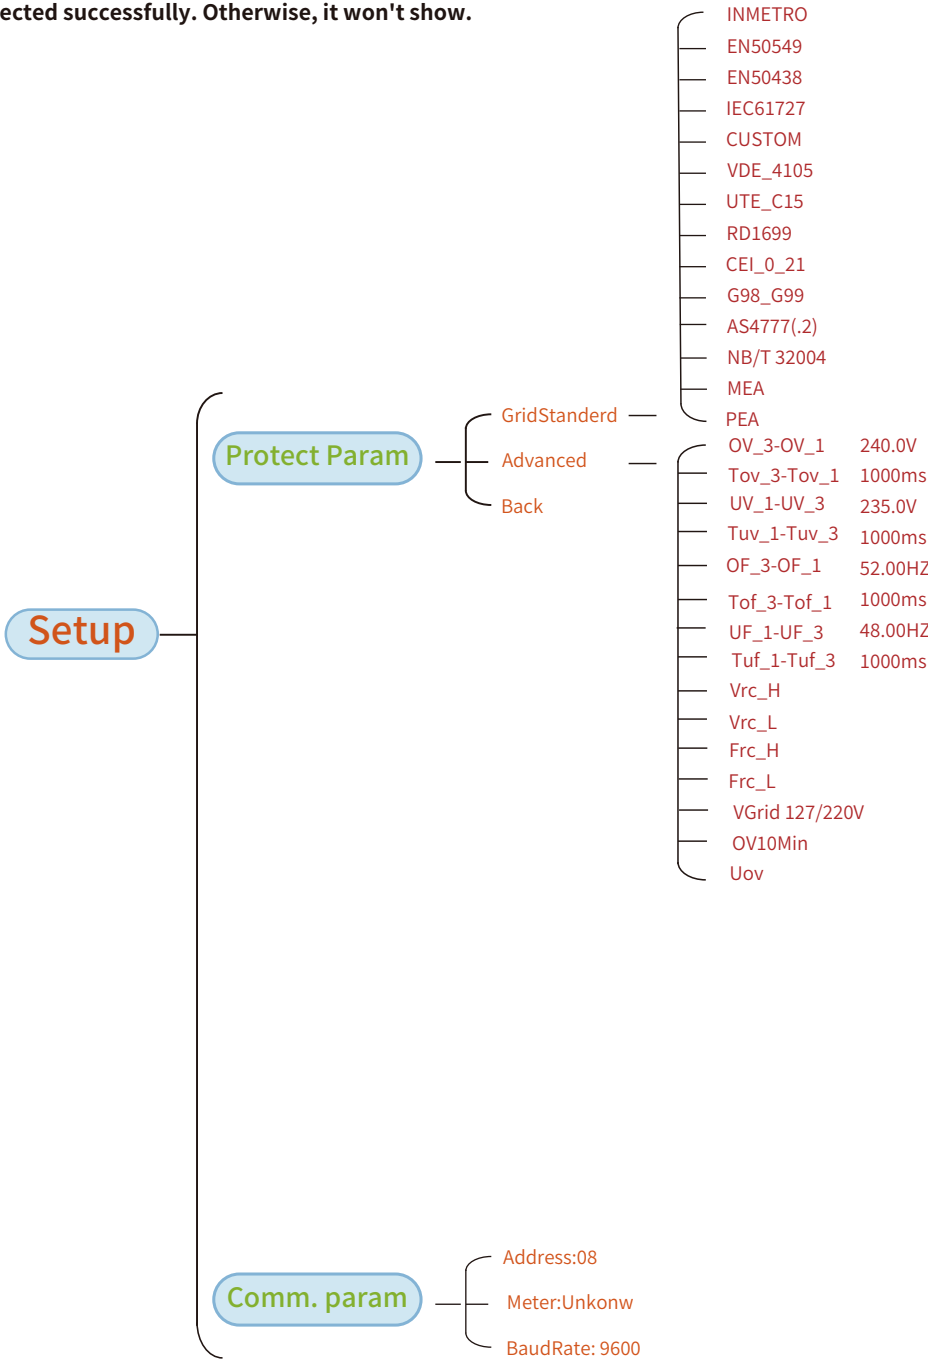 ected successfully. Otherwise, it won't show.
INMETRO
EN50549
EN50438
IEC61727
CUSTOM
VDE_4105
UTE_C15
RD1699
CEI_0_21
G98_G99
AS4777(.2)
NB/T 32004
MEA
PEA
GridStanderd
Protect Param
Advanced
Back
OV_3-OV_1 240.0V
Tov_3-Tov_1 1000ms
UV_1-UV_3 235.0V
Tuv_1-Tuv_3 1000ms
OF_3-OF_1 52.00HZ
Tof_3-Tof_1 1000ms
UF_1-UF_3 48.00HZ
Tuf_1-Tuf_3 1000ms
Vrc_H
Vrc_L
Frc_H
Frc_L
VGrid 127/220V
OV10Min
Uov
Setup
Comm. param
Address:08
Meter:Unkonw
BaudRate: 9600